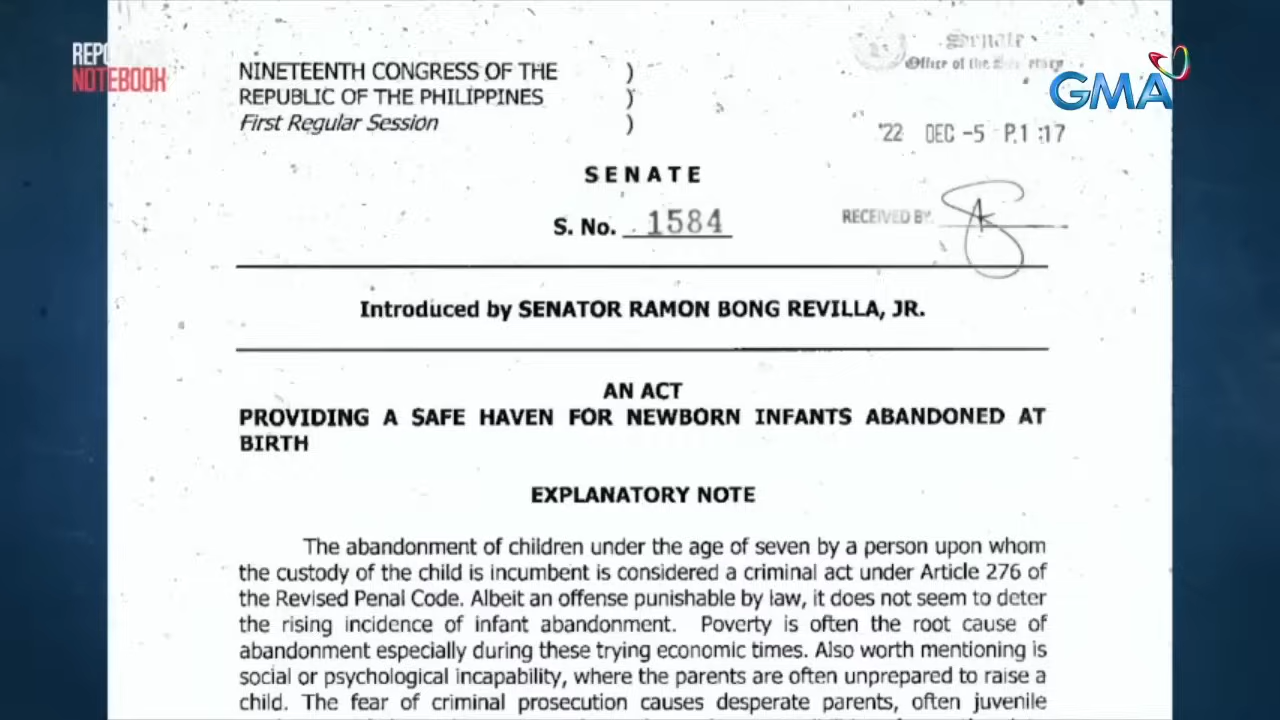 NOTEBOOK
GMA
NINETEENTH CONGRESS OF THE )
REPUBLIC OF THE PHILIPPINES )
First Regular Session )
Office of the
'22 DEC -5 P.1:17
SENATE
S. No. 1584
RECEIVED BY:
Introduced by SENATOR RAMON BONG REVILLA, JR.
AN ACT
PROVIDING A SAFE HAVEN FOR NEWBORN INFANTS ABANDONED AT
BIRTH
EXPLANATORY NOTE
The abandonment of children under the age of seven by a person upon whom
the custody of the child is incumbent is considered a criminal act under Article 276 of
the Revised Penal Code. Albeit an offense punishable by law, it does not seem to deter
the rising incidence of infant abandonment. Poverty is often the root cause of
abandonment especially during these trying economic times. Also worth mentioning is
social or psychological incapability, where the parents are often unprepared to raise a
child. The fear of criminal prosecution causes desperate parents, often juvenile